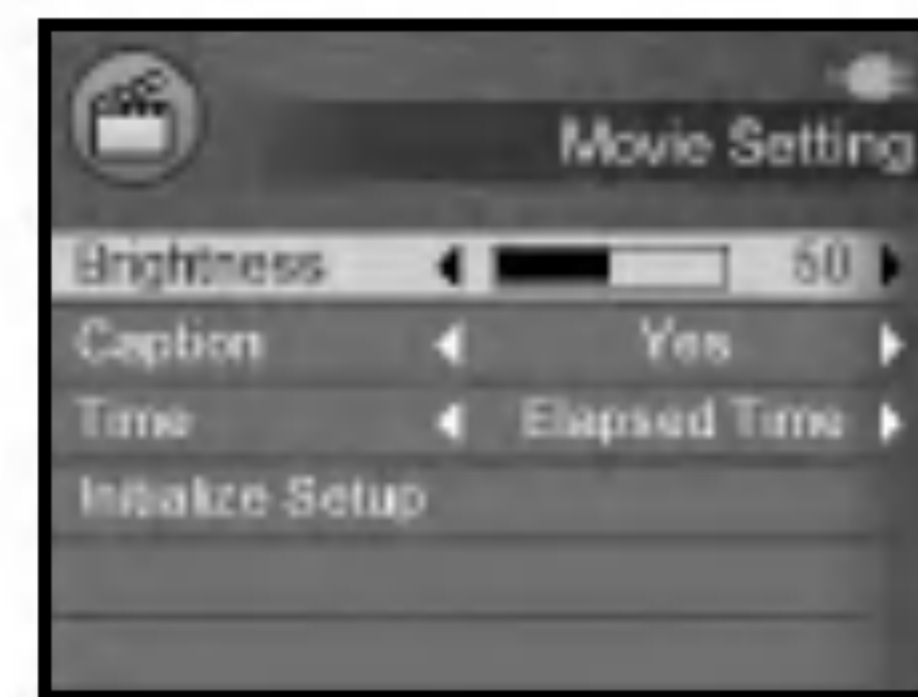 Movie Setting
Brightness 50
Caption Yes
Time Elapsed Time
Initialize Setup